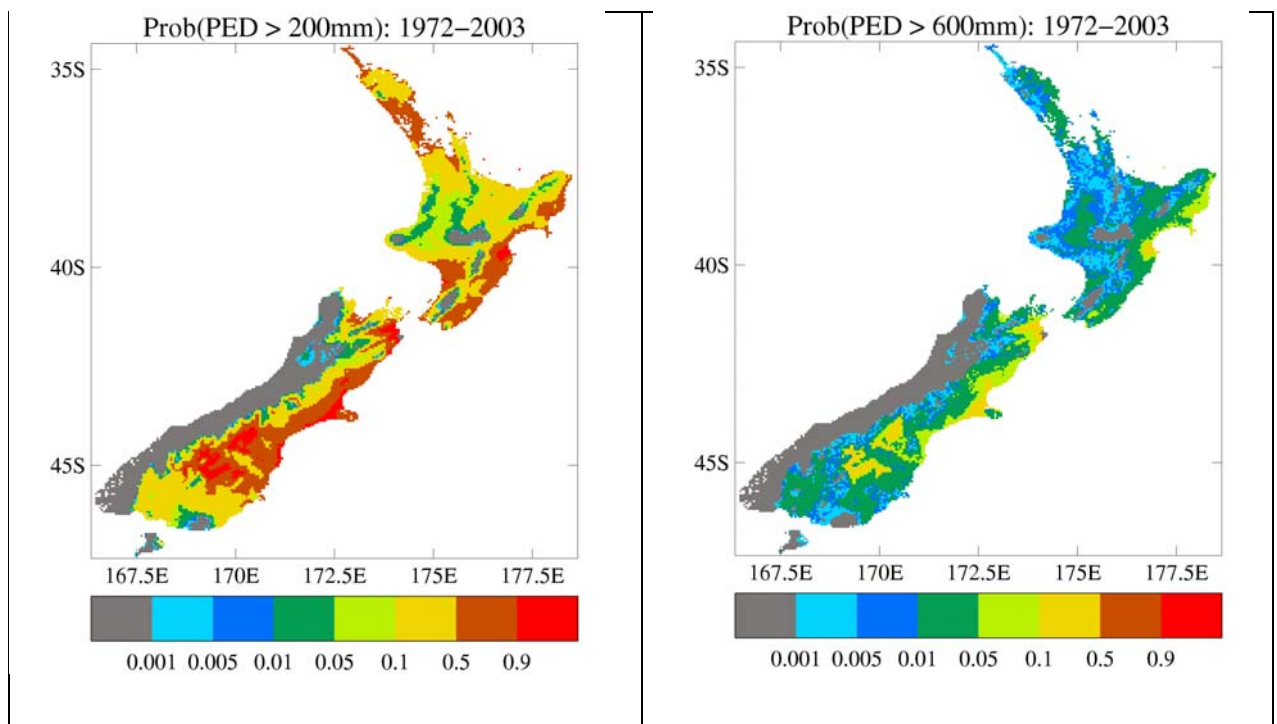 Prob(PED > 200mm): 1972−2003
35S
40S
45S
167.5E 170E 172.5E 175E 177.5E
0.001 0.005 0.01 0.05 0.1 0.5 0.9
Prob(PED > 600mm): 1972−2003
35S
40S
45S
167.5E 170E 172.5E 175E 177.5E
0.001 0.005 0.01 0.05 0.1 0.5 0.9